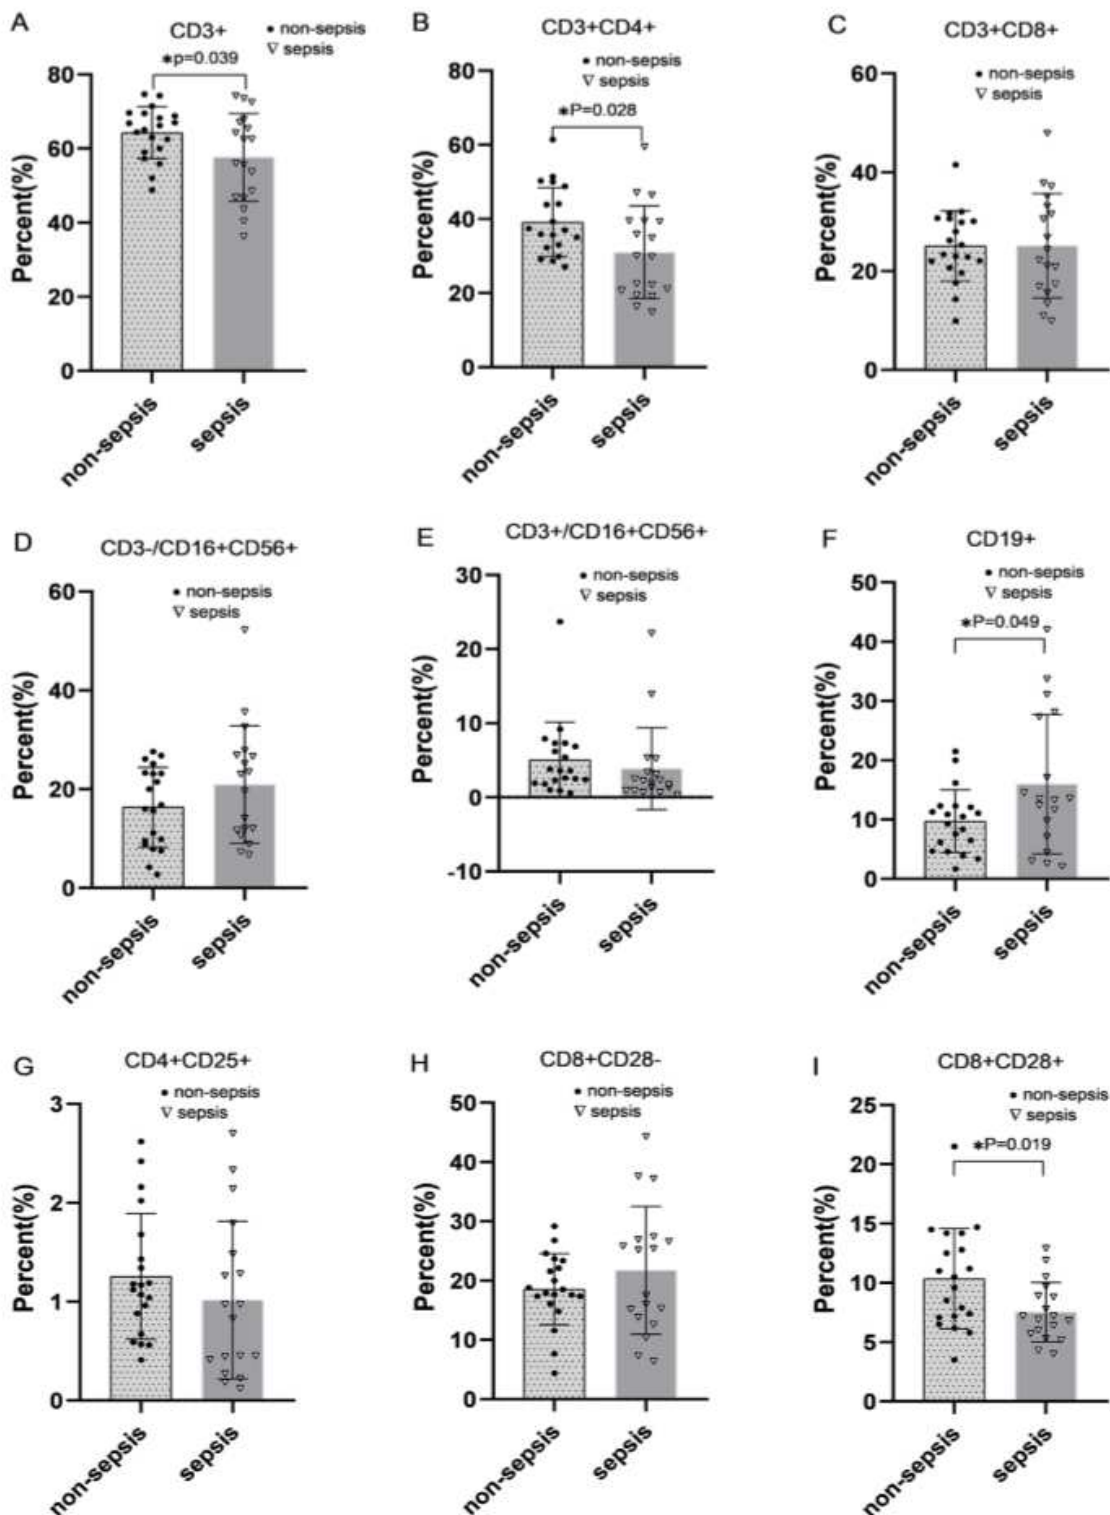 A
CD3+
• non-sepsis
▽ sepsis
*p=0.039
Percent(%)
80
60
40
20
0
non-sepsis
sepsis
B
CD3+CD4+
• non-sepsis
▽ sepsis
*P=0.028
Percent(%)
80
60
40
20
0
non-sepsis
sepsis
C
CD3+CD8+
• non-sepsis
▽ sepsis
Percent(%)
60
40
20
0
non-sepsis
sepsis
D
CD3-/CD16+CD56+
• non-sepsis
▽ sepsis
Percent(%)
60
40
20
0
non-sepsis
sepsis
E
CD3+/CD16+CD56+
• non-sepsis
▽ sepsis
Percent(%)
30
20
10
0
-10
non-sepsis
sepsis
F
CD19+
• non-sepsis
▽ sepsis
*P=0.049
Percent(%)
50
40
30
20
10
0
non-sepsis
sepsis
G
CD4+CD25+
• non-sepsis
▽ sepsis
Percent(%)
3
2
1
0
non-sepsis
sepsis
H
CD8+CD28-
• non-sepsis
▽ sepsis
Percent(%)
50
40
30
20
10
0
non-sepsis
sepsis
I
CD8+CD28+
• non-sepsis
▽ sepsis
*P=0.019
Percent(%)
25
20
15
10
5
0
non-sepsis
sepsis